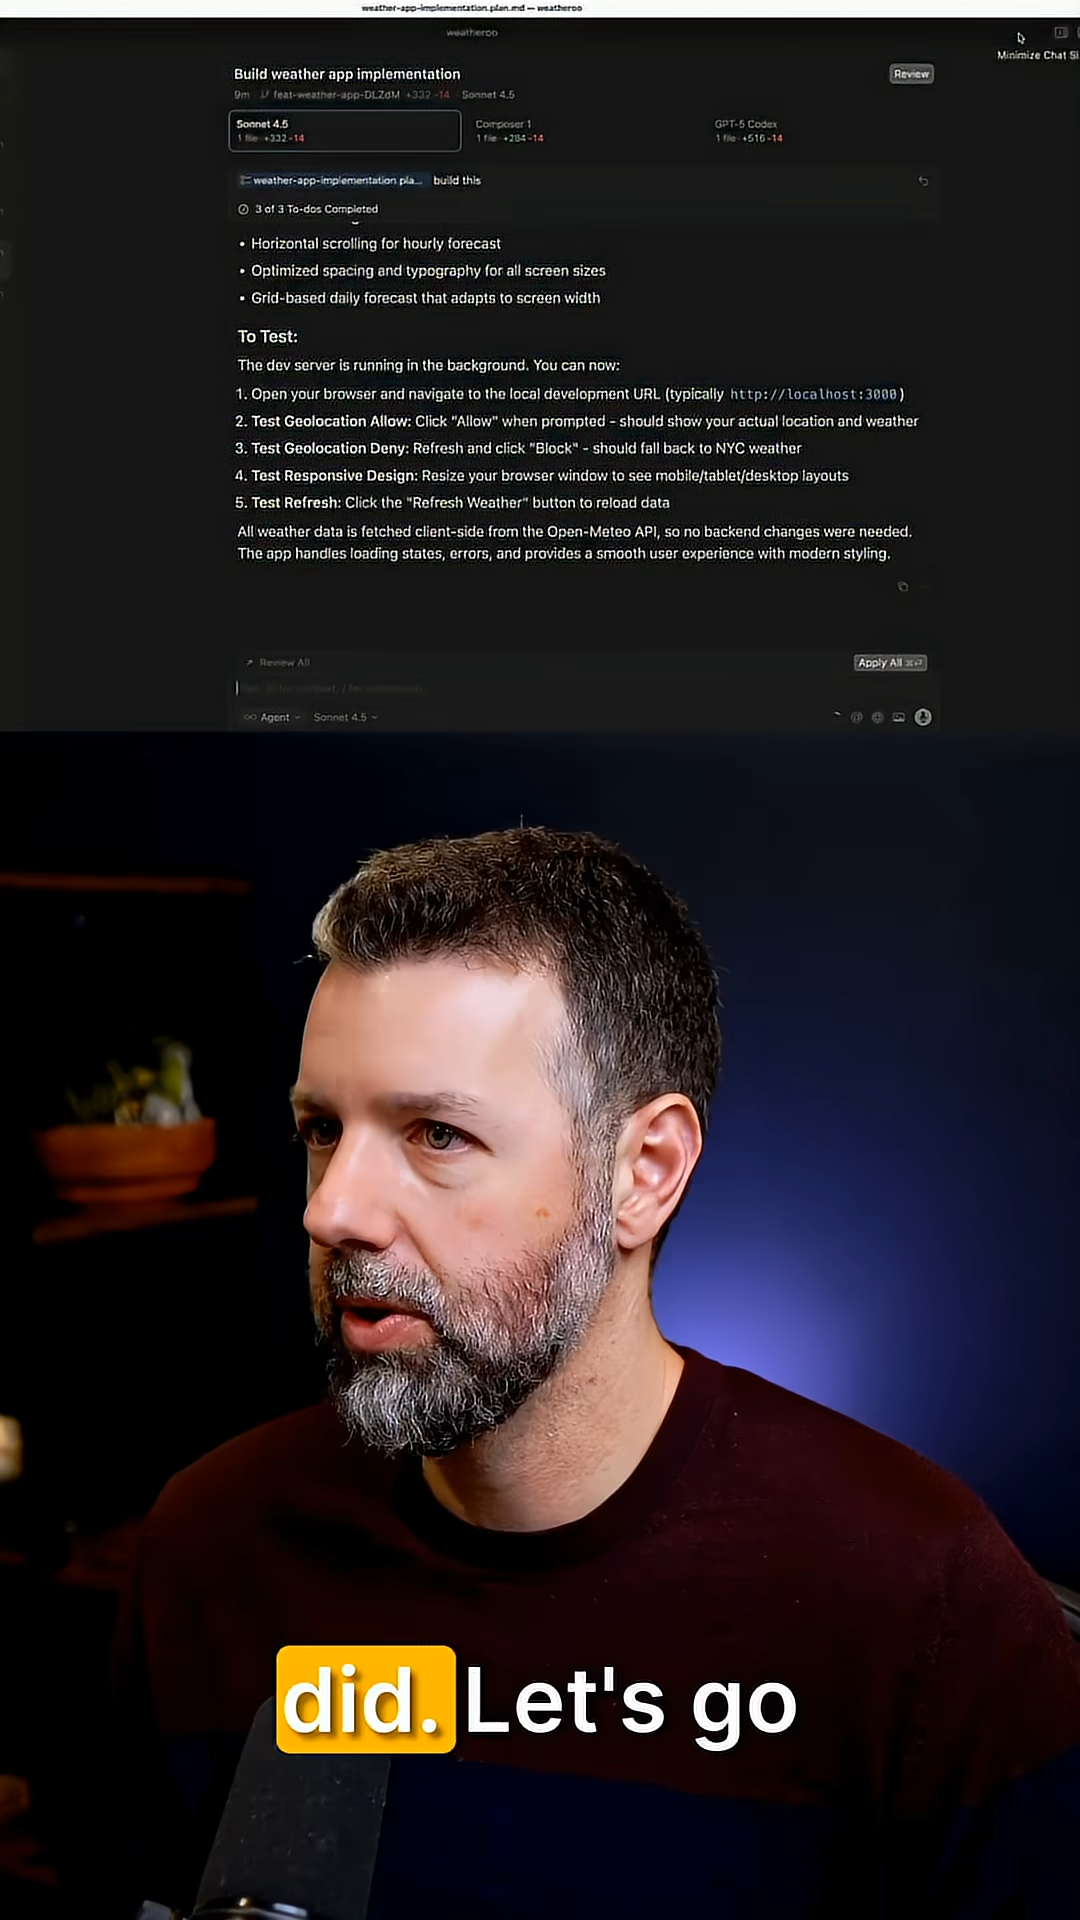 weather-app-implementation.plan.md — weatheroo
weatheroo
Minimize Chat Si
Build weather app implementation
Review
9m feat-weather-app-DLZdM +332 -14 · Sonnet 4.5
Sonnet 4.5
1 file +332 -14
Composer 1
1 file +284 -14
GPT-5 Codex
1 file +516 -14
weather-app-implementation pla... build this
3 of 3 To-dos Completed
• Horizontal scrolling for hourly forecast
• Optimized spacing and typography for all screen sizes
• Grid-based daily forecast that adapts to screen width
To Test:
The dev server is running in the background. You can now:
1. Open your browser and navigate to the local development URL (typically http://localhost:3000)
2. Test Geolocation Allow: Click "Allow" when prompted - should show your actual location and weather
3. Test Geolocation Deny: Refresh and click "Block" - should fall back to NYC weather
4. Test Responsive Design: Resize your browser window to see mobile/tablet/desktop layouts
5. Test Refresh: Click the "Refresh Weather" button to reload data
All weather data is fetched client-side from the Open-Meteo API, so no backend changes were needed.
The app handles loading states, errors, and provides a smooth user experience with modern styling.
Review All
Apply All
Agent
Sonnet 4.5
did. Let's go